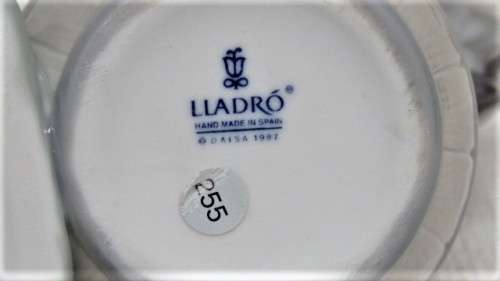 LLADRÓ®
HAND MADE IN SPAIN
© DAISA 1987
255